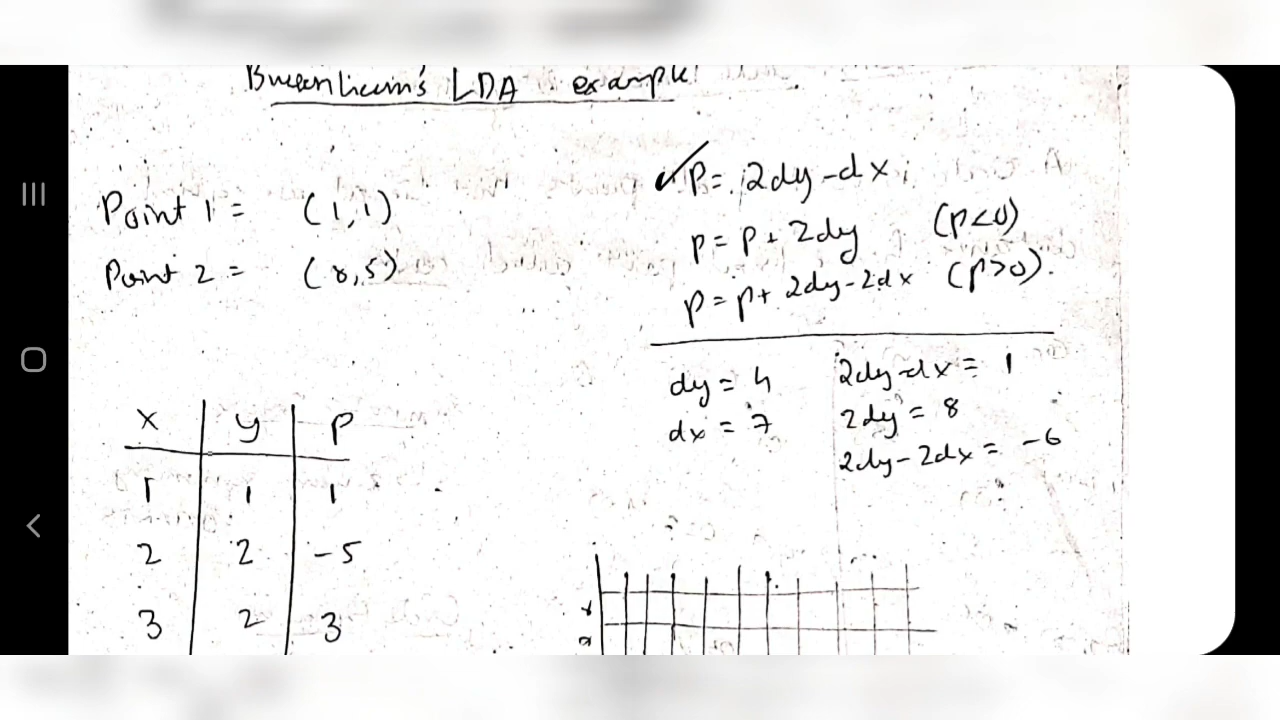 LDA example
Point 1 = (1,1)
Point 2 = (8,5)
P = 2dy - dx
p = p + 2dy (p<0)
p = p + 2dy - 2dx (p>0).
dy = 4 2dy - dx = 1
dx = 7 2dy = 8
2dy - 2dx = -6
x y p
1 1 1
2 2 -5
3 2 3